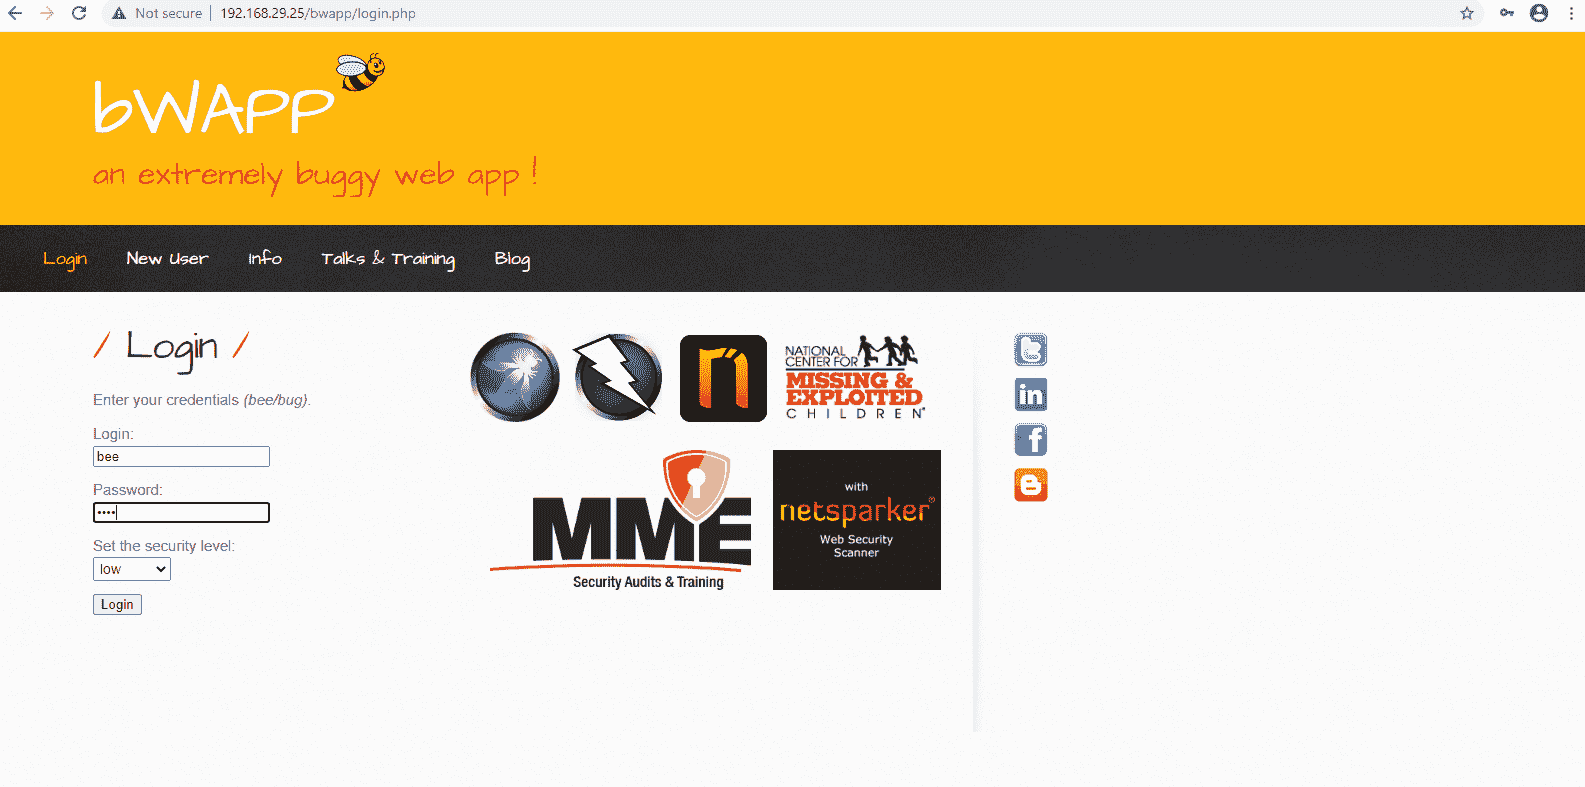 Not secure | 192.168.29.25/bwapp/login.php
bWAPP
an extremely buggy web app !
Login New User Info Talks & Training Blog
/ Login /
Enter your credentials (bee/bug).
Login:
bee
Password:
••••
Set the security level:
low
Login
n
NATIONAL
CENTER FOR
MISSING &
EXPLOITED
CHILDREN®
MME
Security Audits & Training
with
netsparker®
Web Security
Scanner
in
f